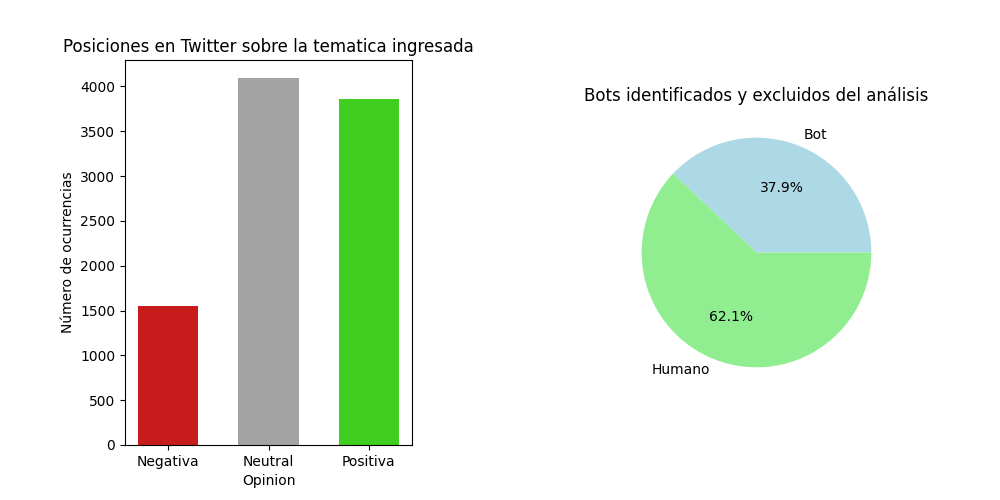 Posiciones en Twitter sobre la tematica ingresada
Número de ocurrencias
4000
3500
3000
2500
2000
1500
1000
500
0
Negativa
Neutral
Positiva
Opinion
Bots identificados y excluidos del análisis
Bot
37.9%
62.1%
Humano